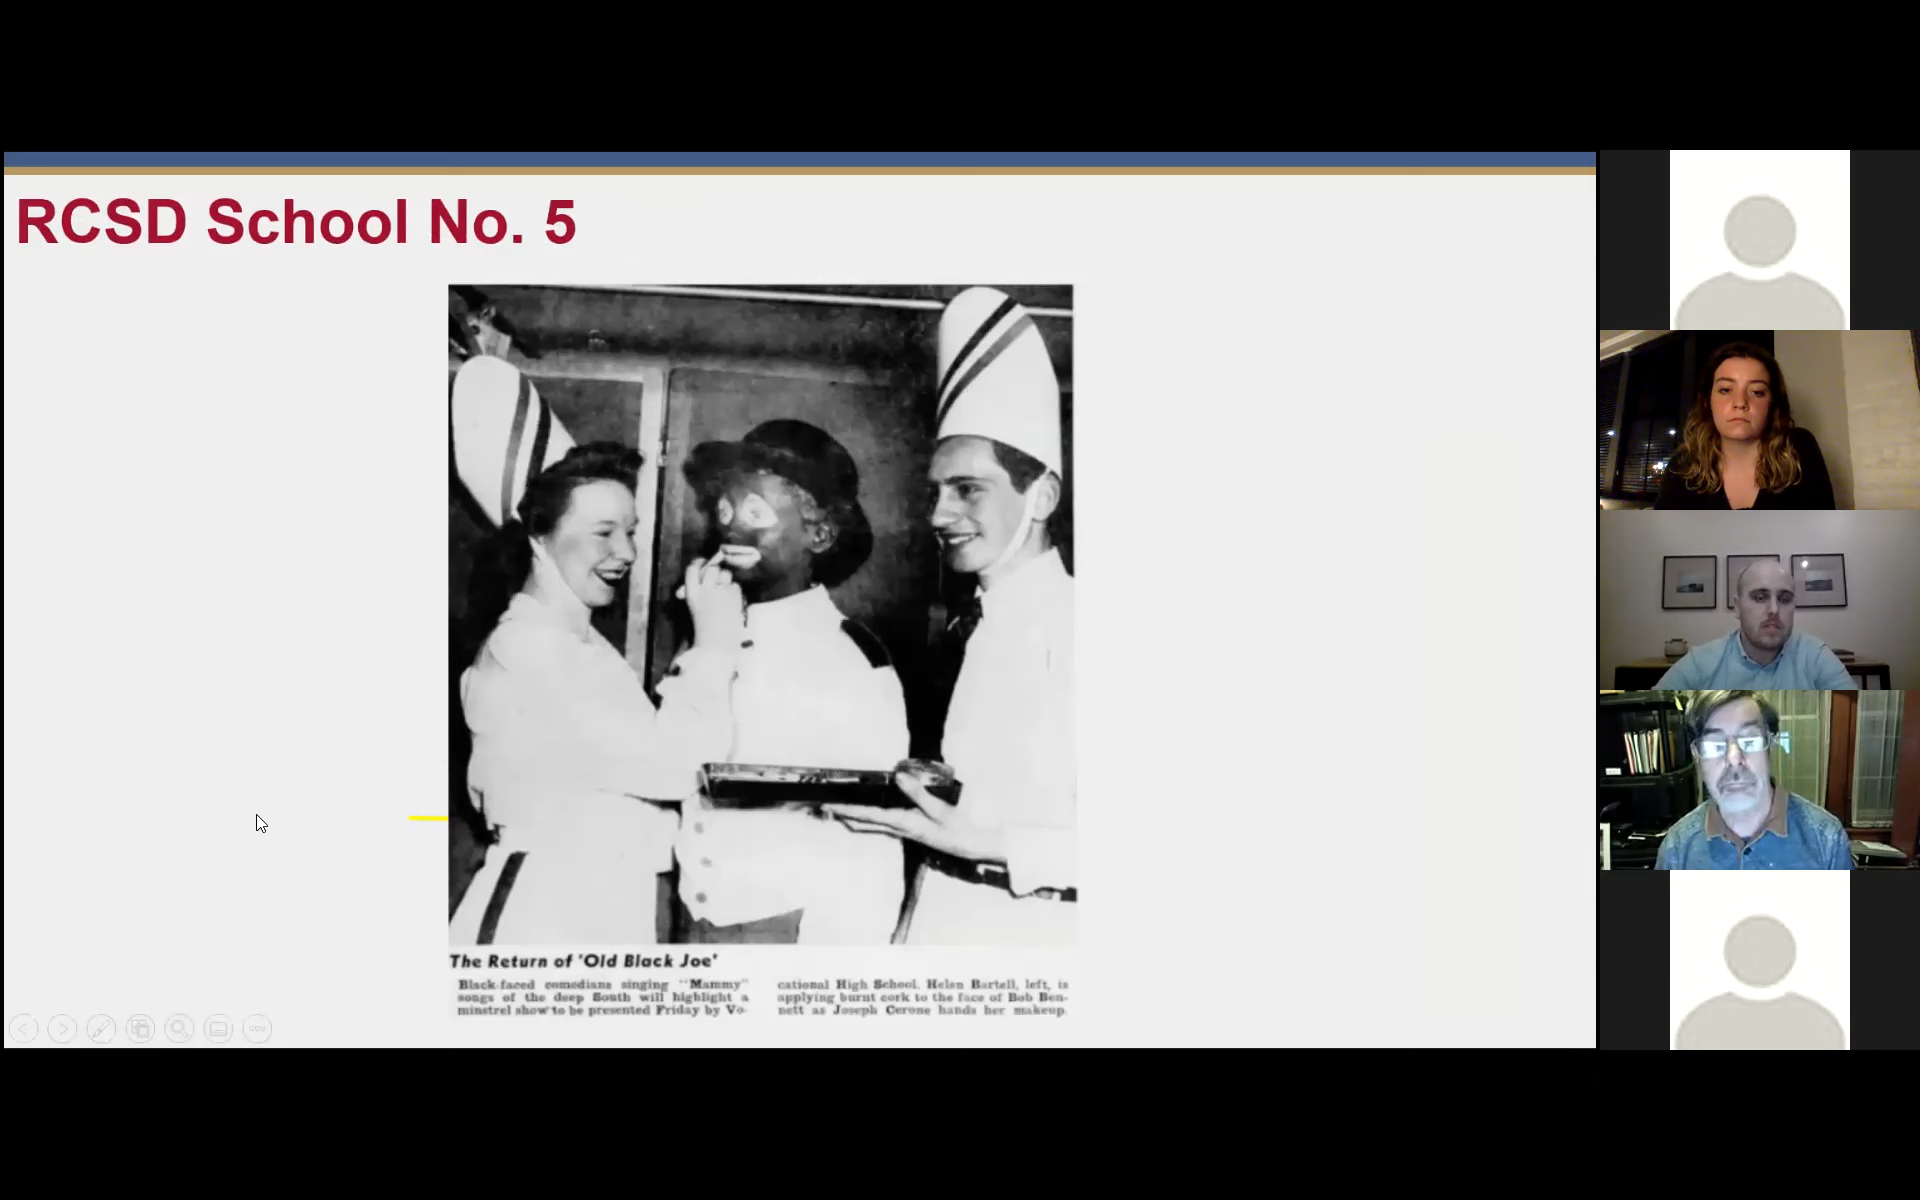 RCSD School No. 5
The Return of 'Old Black Joe'
Black-faced comedians singing "Mammy"
songs of the deep South will highlight a
minstrel show to be presented Friday by Vo-
cational High School. Helen Bartell, left, is
applying burnt cork to the face of Bob Ben-
nett as Joseph Cerone hands her makeup.